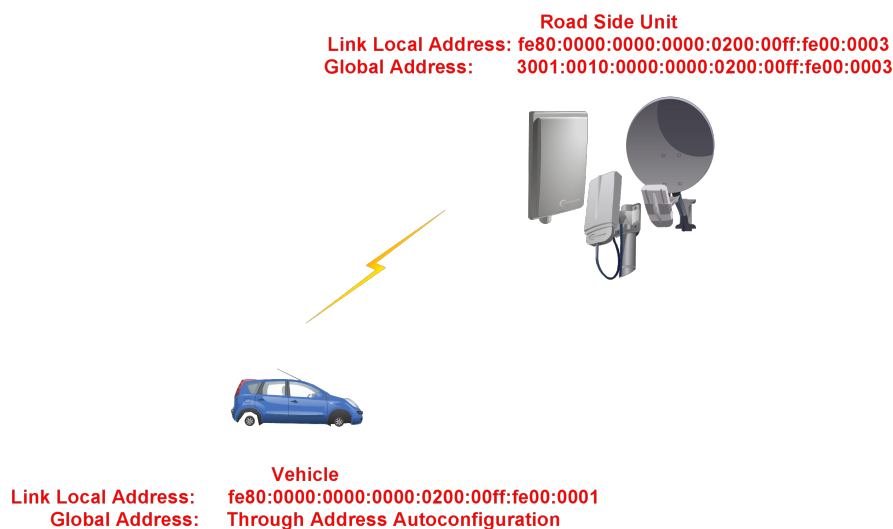 Road Side Unit
Link Local Address: fe80:0000:0000:0000:0200:00ff:fe00:0003
Global Address: 3001:0010:0000:0000:0200:00ff:fe00:0003
Vehicle
Link Local Address: fe80:0000:0000:0000:0200:00ff:fe00:0001
Global Address: Through Address Autoconfiguration